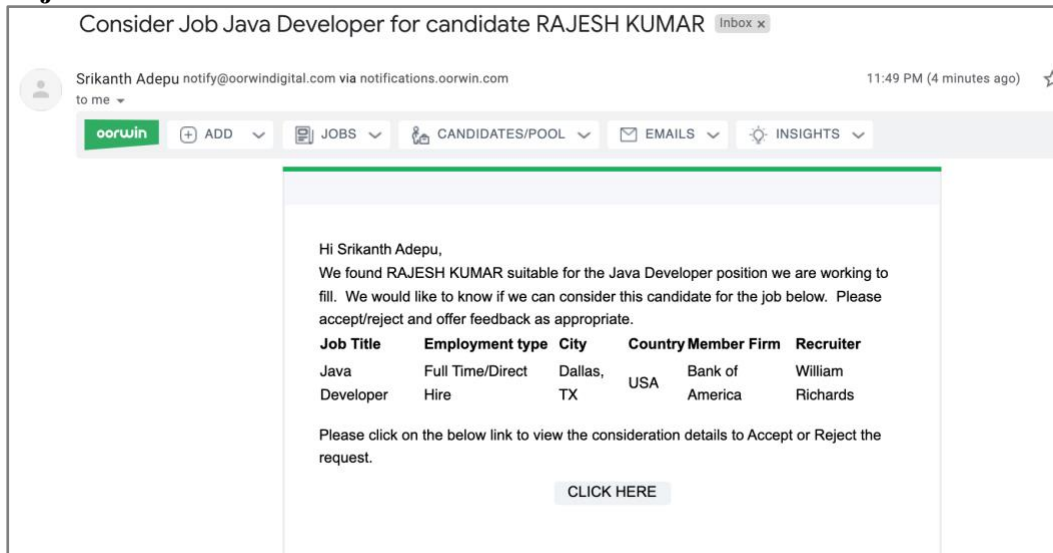 Consider Job Java Developer for candidate RAJESH KUMAR Inbox x
Srikanth Adepu notify@oorwindigital.com via notifications.oorwin.com 11:49 PM (4 minutes ago)
to me
oorwin ADD JOBS CANDIDATES/POOL EMAILS INSIGHTS
Hi Srikanth Adepu,
We found RAJESH KUMAR suitable for the Java Developer position we are working to
fill. We would like to know if we can consider this candidate for the job below. Please
accept/reject and offer feedback as appropriate.
Job Title Employment type City Country Member Firm Recruiter
Java Full Time/Direct Dallas, USA Bank of William
Developer Hire TX America Richards
Please click on the below link to view the consideration details to Accept or Reject the
request.
CLICK HERE